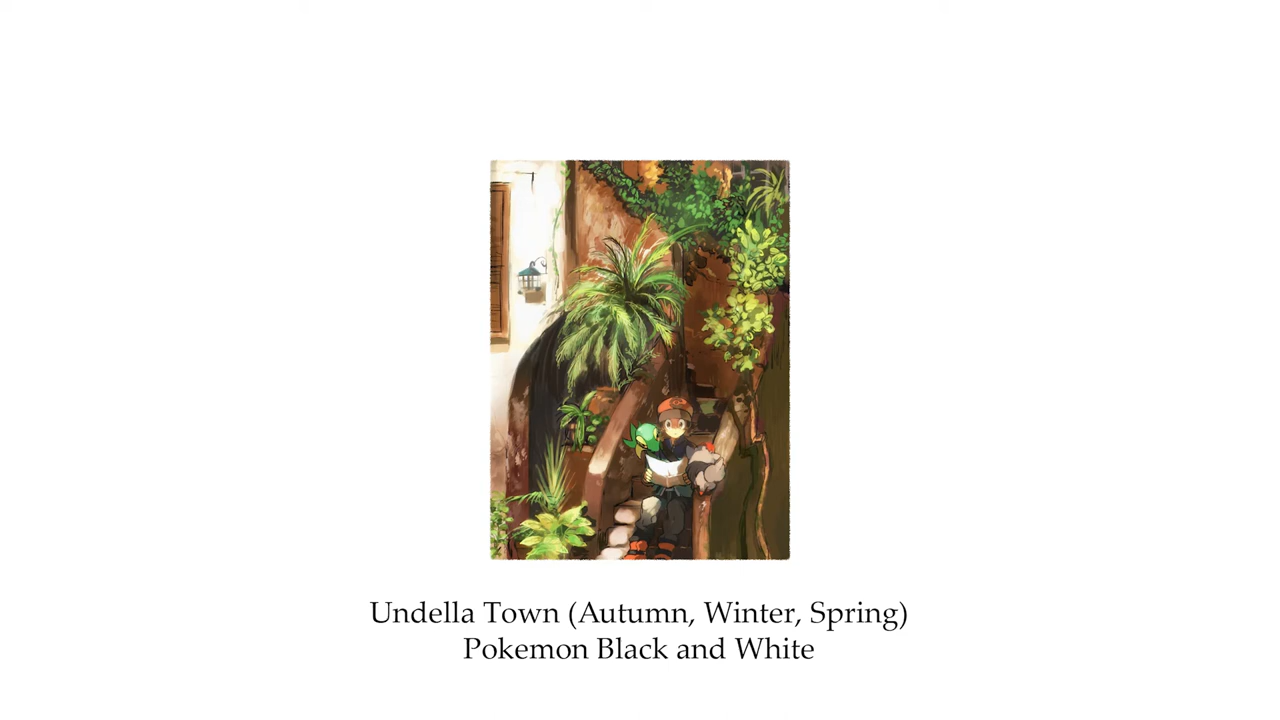 Undella Town (Autumn, Winter, Spring)
Pokemon Black and White